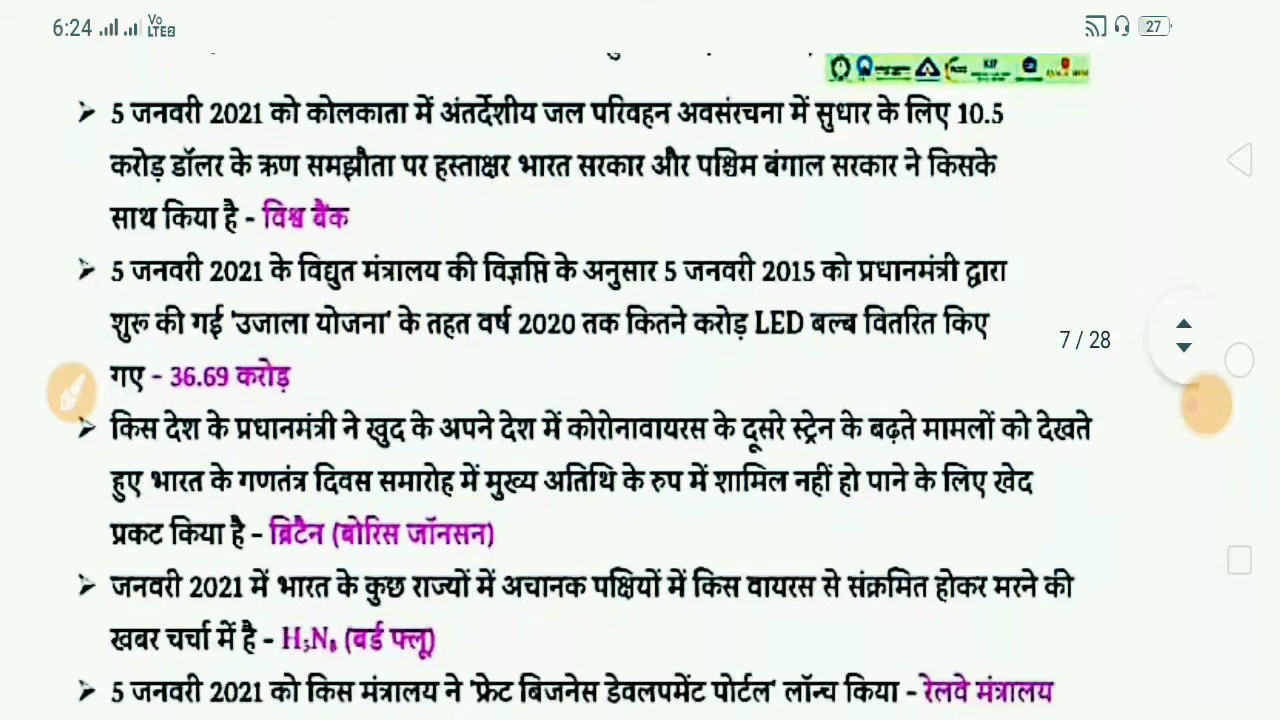 6:24 Vo LTE2 27
5 जनवरी 2021 को कोलकाता में अंतर्देशीय जल परिवहन अवसंरचना में सुधार के लिए 10.5
करोड़ डॉलर के ऋण समझौता पर हस्ताक्षर भारत सरकार और पश्चिम बंगाल सरकार ने किसके
साथ किया है - विश्व बैंक
5 जनवरी 2021 के विद्युत मंत्रालय की विज्ञप्ति के अनुसार 5 जनवरी 2015 को प्रधानमंत्री द्वारा
शुरू की गई 'उजाला योजना' के तहत वर्ष 2020 तक कितने करोड़ LED बल्ब वितरित किए
7 / 28
गए - 36.69 करोड़
किस देश के प्रधानमंत्री ने खुद के अपने देश में कोरोनावायरस के दूसरे स्ट्रेन के बढ़ते मामलों को देखते
हुए भारत के गणतंत्र दिवस समारोह में मुख्य अतिथि के रुप में शामिल नहीं हो पाने के लिए खेद
प्रकट किया है - ब्रिटैन (बोरिस जॉनसन)
जनवरी 2021 में भारत के कुछ राज्यों में अचानक पक्षियों में किस वायरस से संक्रमित होकर मरने की
खबर चर्चा में है - H₅N₈ (बर्ड फ्लू)
5 जनवरी 2021 को किस मंत्रालय ने 'फ्रेट बिजनेस डेवलपमेंट पोर्टल' लॉन्च किया - रेलवे मंत्रालय